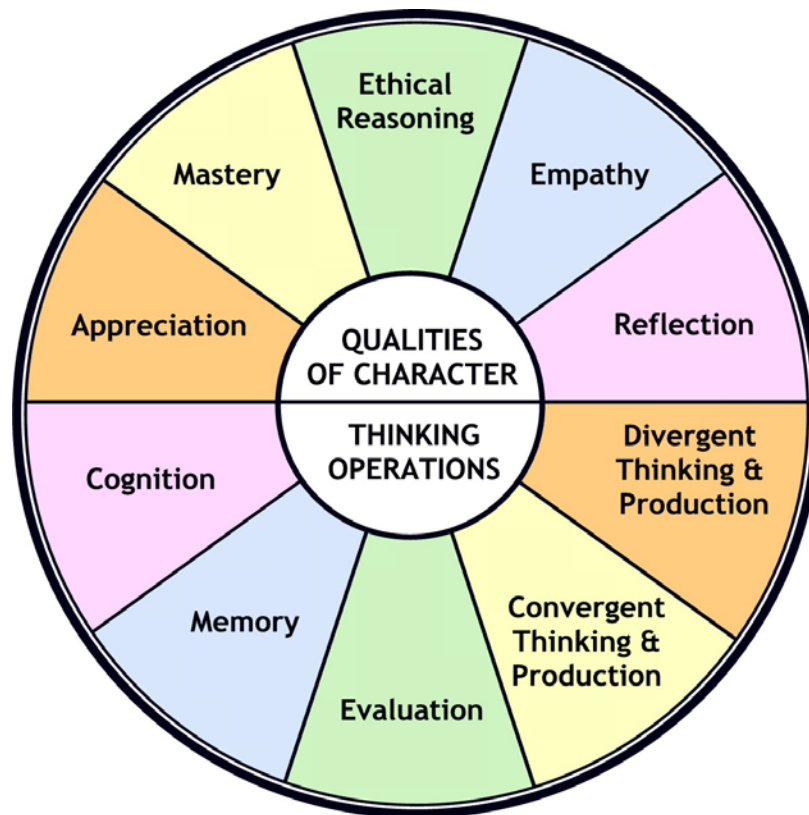 Ethical
Reasoning
Mastery
Empathy
Appreciation
Reflection
QUALITIES
OF CHARACTER
THINKING
OPERATIONS
Cognition
Divergent
Thinking &
Production
Memory
Convergent
Thinking &
Production
Evaluation